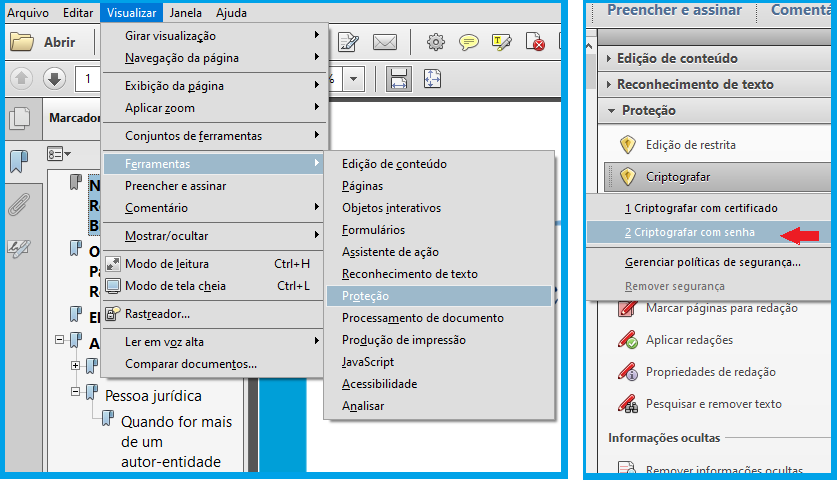 Arquivo Editar Visualizar Janela Ajuda
Abrir
1
%
Marcador
Girar visualização
Navegação da página
Exibição da página
Aplicar zoom
Conjuntos de ferramentas
Ferramentas
Preencher e assinar
Comentário
Mostrar/ocultar
Modo de leitura Ctrl+H
Modo de tela cheia Ctrl+L
Rastreador...
Ler em voz alta
Comparar documentos...
Edição de conteúdo
Páginas
Objetos interativos
Formulários
Assistente de ação
Reconhecimento de texto
Proteção
Processamento de documento
Produção de impressão
JavaScript
Acessibilidade
Analisar
N
R
B
O
Pa
R
El
A
Pessoa jurídica
Quando for mais
de um
autor-entidade
Preencher e assinar Comentá
Edição de conteúdo
Reconhecimento de texto
Proteção
Edição de restrita
Criptografar
1 Criptografar com certificado
2 Criptografar com senha
Gerenciar políticas de segurança...
Remover segurança
Marcar páginas para redação
Aplicar redações
Propriedades de redação
Pesquisar e remover texto
Informações ocultas
Remover informações ocultas